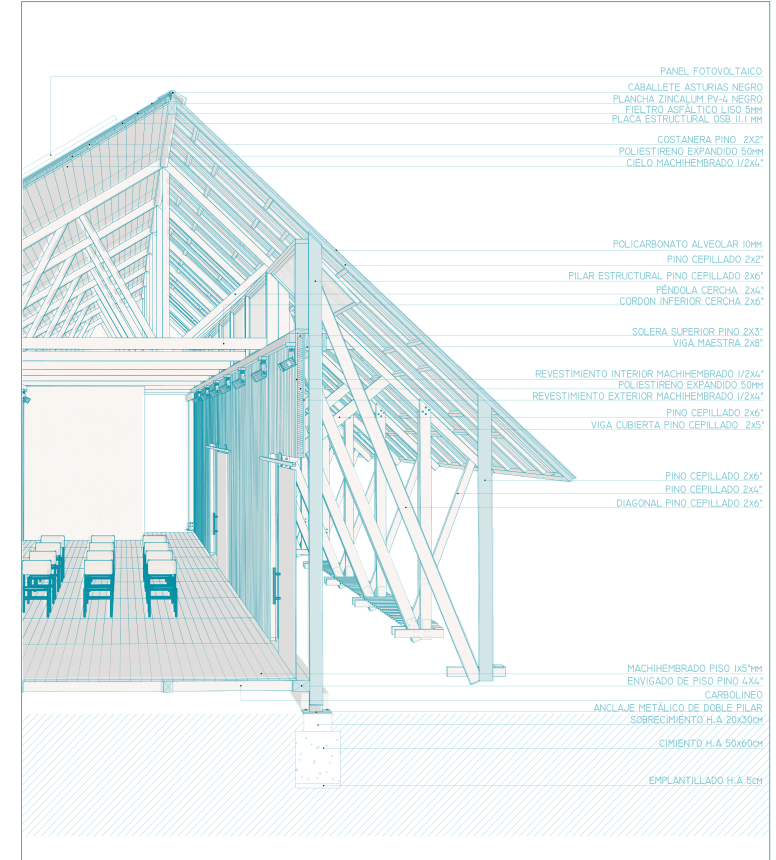 PANEL FOTOVOLTAICO
CABALLETE ASTURIAS NEGRO
PLANCHA ZINCALUM PV-4 NEGRO
FIELTRO ASFÁLTICO LISO 5MM
PLACA ESTRUCTURAL OSB 11.1 MM
COSTANERA PINO 2X2"
POLIESTIRENO EXPANDIDO 50MM
CIELO MACHIHEMBRADO 1/2X4"
POLICARBONATO ALVEOLAR 10MM
PINO CEPILLADO 2X2"
PILAR ESTRUCTURAL PINO CEPILLADO 2X6"
PÉNDOLA CERCHA 2X4"
CORDON INFERIOR CERCHA 2X6"
SOLERA SUPERIOR PINO 2X3"
VIGA MAESTRA 2X8"
REVESTIMIENTO INTERIOR MACHIHEMBRADO 1/2X4"
POLIESTIRENO EXPANDIDO 50MM
REVESTIMIENTO EXTERIOR MACHIHEMBRADO 1/2X4"
PINO CEPILLADO 2X6"
VIGA CUBIERTA PINO CEPILLADO 2X5"
PINO CEPILLADO 2X6"
PINO CEPILLADO 2X4"
DIAGONAL PINO CEPILLADO 2X6"
MACHIHEMBRADO PISO 1X5"MM
ENVIGADO DE PISO PINO 4X4"
CARBOLINEO
ANCLAJE METÁLICO DE DOBLE PILAR
SOBRECIMIENTO H.A 20X30CM
CIMIENTO H.A 50X60CM
EMPLANTILLADO H.A 5CM